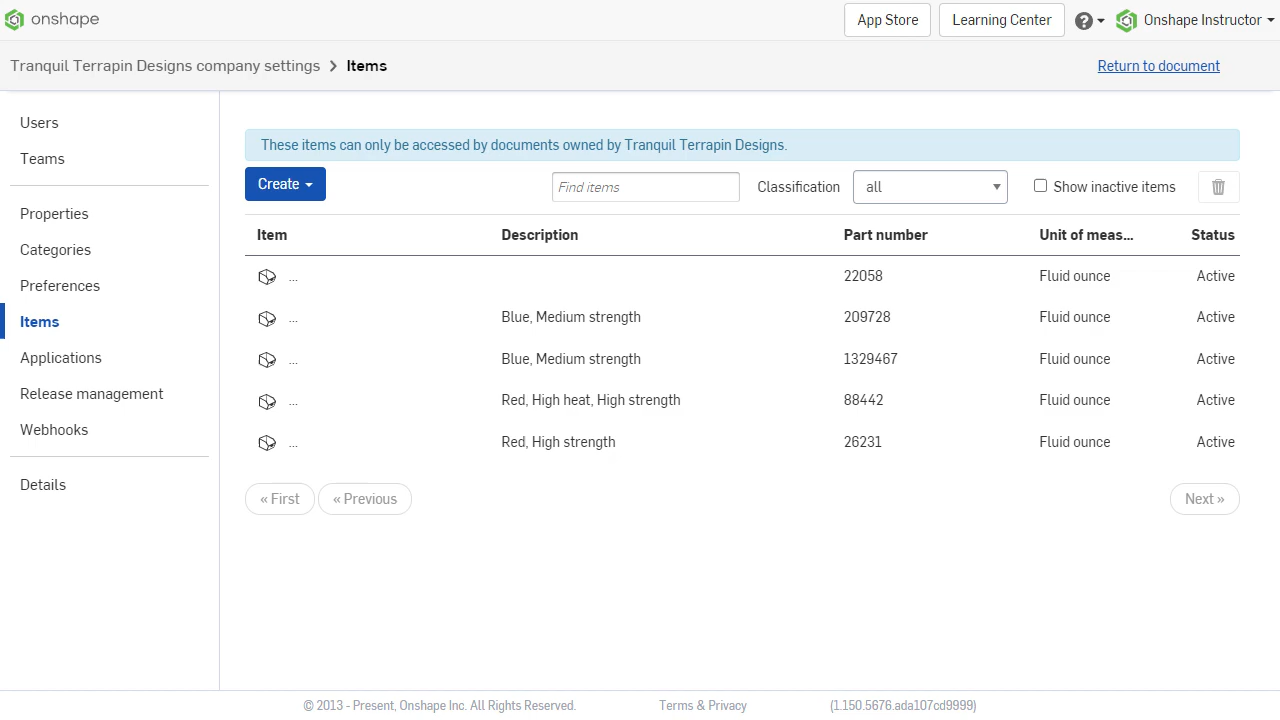 onshape
App Store
Learning Center
Onshape Instructor
Tranquil Terrapin Designs company settings > Items
Return to document
Users
Teams
Properties
Categories
Preferences
Items
Applications
Release management
Webhooks
Details
These items can only be accessed by documents owned by Tranquil Terrapin Designs.
Create
Find items
Classification
all
Show inactive items
Item Description Part number Unit of meas... Status
... 22058 Fluid ounce Active
... Blue, Medium strength 209728 Fluid ounce Active
... Blue, Medium strength 1329467 Fluid ounce Active
... Red, High heat, High strength 88442 Fluid ounce Active
... Red, High strength 26231 Fluid ounce Active
« First
« Previous
Next »
© 2013 - Present, Onshape Inc. All Rights Reserved. Terms & Privacy (1.150.5676.ada107cd9999)